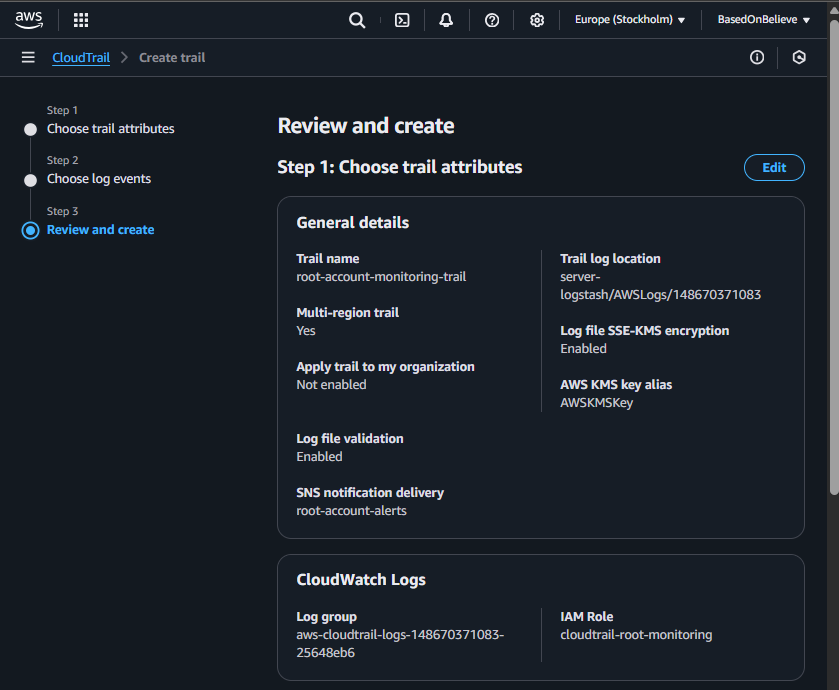 aws
Europe (Stockholm)
BasedOnBelieve
CloudTrail
Create trail
Step 1
Choose trail attributes
Step 2
Choose log events
Step 3
Review and create
Review and create
Step 1: Choose trail attributes
Edit
General details
Trail name
root-account-monitoring-trail
Multi-region trail
Yes
Apply trail to my organization
Not enabled
Trail log location
server-
logstash/AWSLogs/148670371083
Log file SSE-KMS encryption
Enabled
AWS KMS key alias
AWSKMSKey
Log file validation
Enabled
SNS notification delivery
root-account-alerts
CloudWatch Logs
Log group
aws-cloudtrail-logs-148670371083-
25648eb6
IAM Role
cloudtrail-root-monitoring